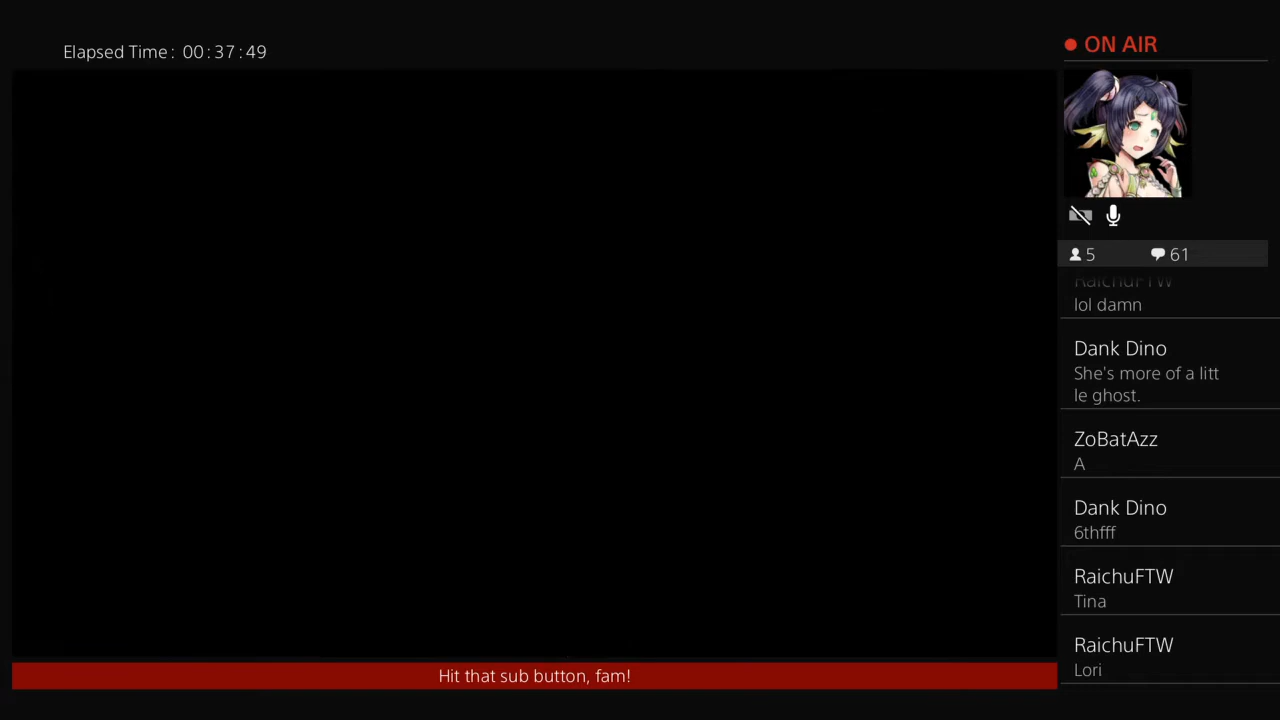 Elapsed Time: 00:37:49
ON AIR
5 61
RaichuFTW
lol damn
Dank Dino
She's more of a litt
le ghost.
ZoBatAzz
A
Dank Dino
6thfff
RaichuFTW
Tina
RaichuFTW
Lori
Hit that sub button, fam!